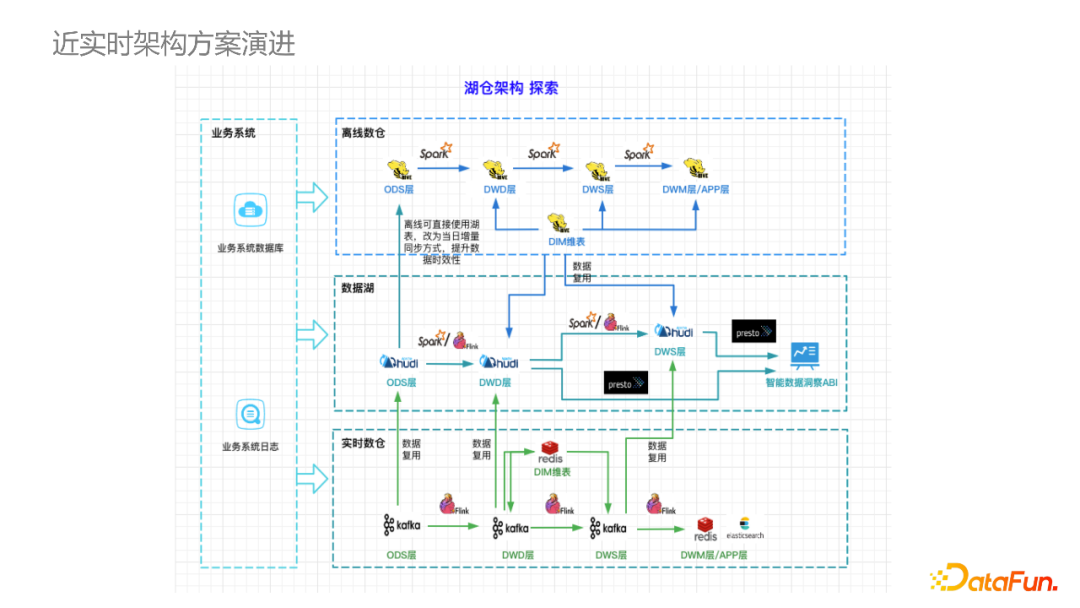 近实时架构方案演进
湖仓架构 探索
业务系统
业务系统数据库
业务系统日志
离线数仓
Spark
Spark
Spark
HIVE
HIVE
HIVE
HIVE
ODS层
DWD层
DWS层
DWM层/APP层
离线可直接使用湖
表，改为当日增量
同步方式，提升数
据时效性
DIM维表
数据
复用
数据湖
Spark/Flink
Spark/Flink
hudi
hudi
hudi
presto
presto
ODS层
DWD层
DWS层
智能数据洞察ABI
实时数仓
数据
复用
数据
复用
数据
复用
redis
DIM维表
Flink
Flink
Flink
kafka
kafka
kafka
redis
elasticsearch
ODS层
DWD层
DWS层
DWM层/APP层
DataFun.